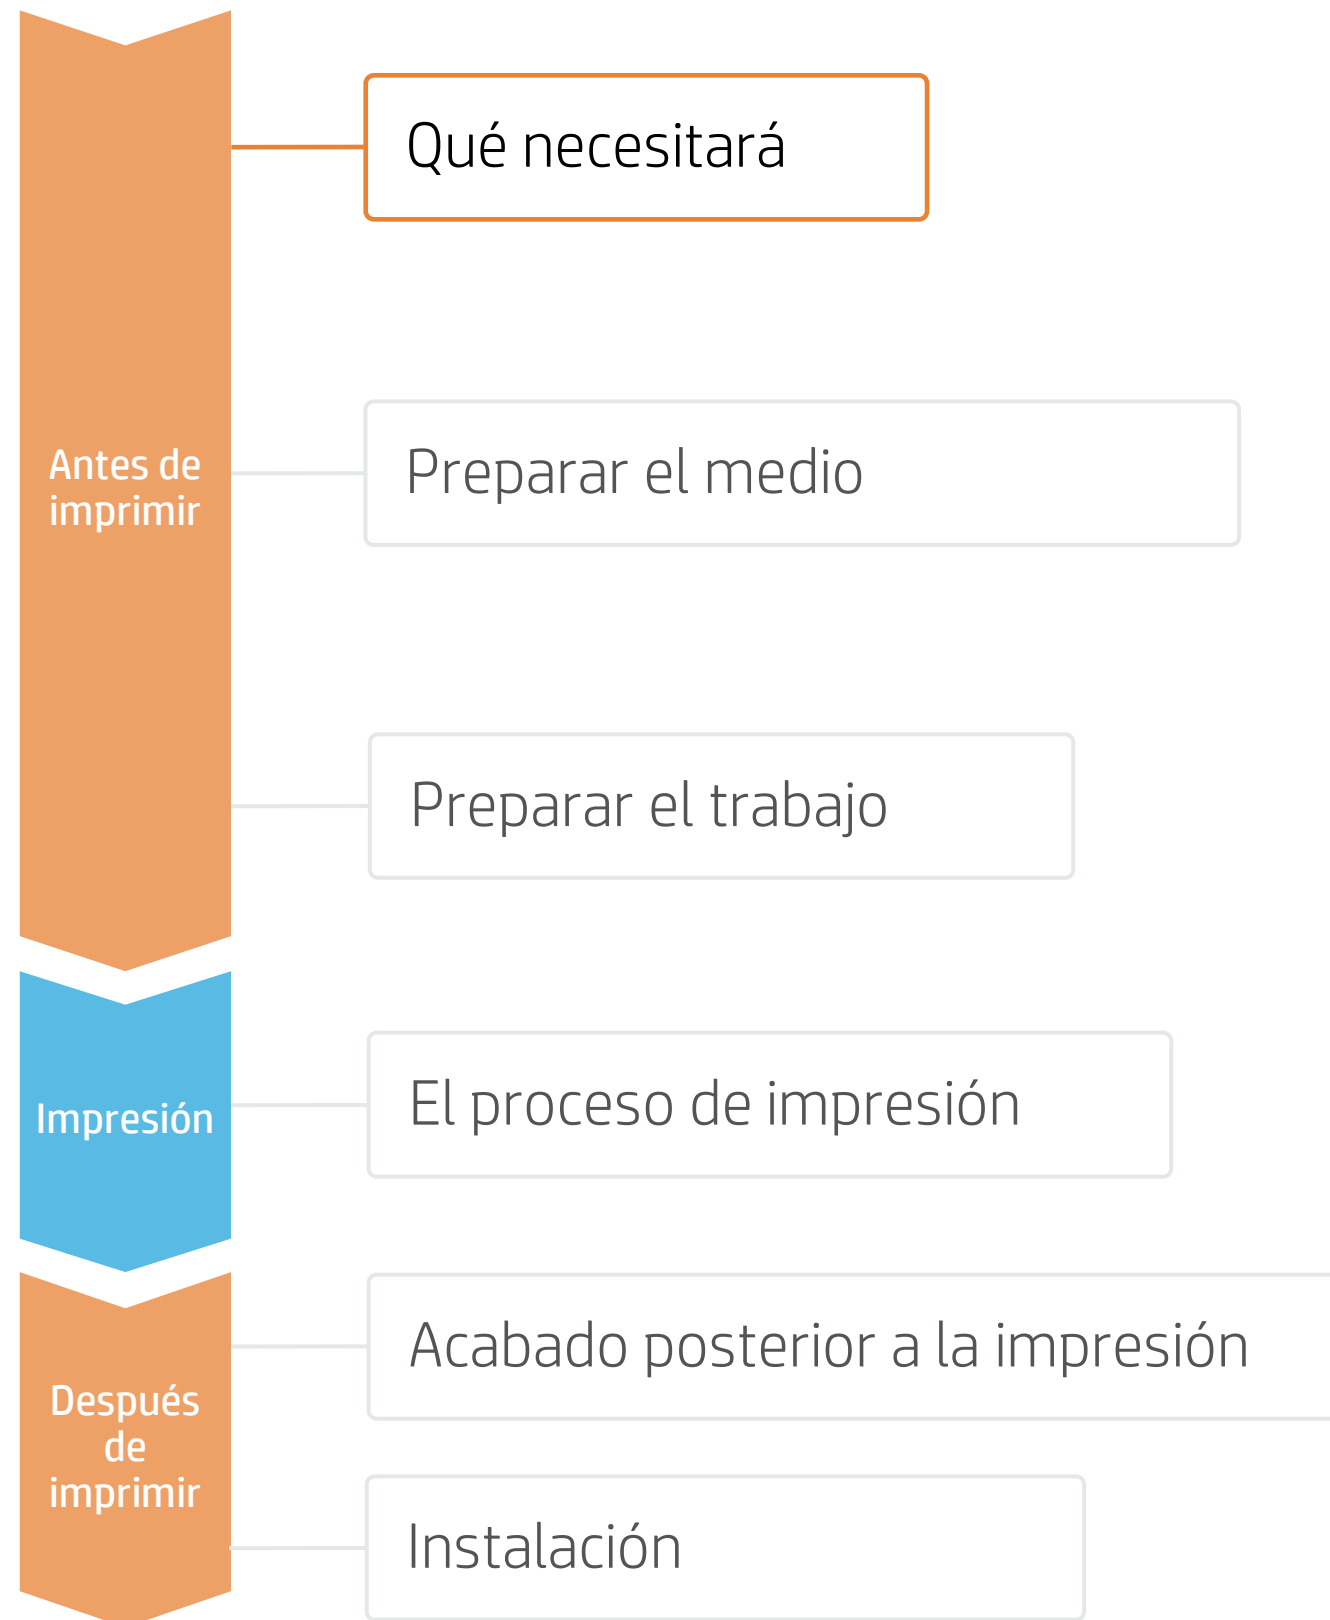 Qué necesitará
Antes de
imprimir
Preparar el medio
Preparar el trabajo
Impresión
El proceso de impresión
Después
de
imprimir
Acabado posterior a la impresión
Instalación